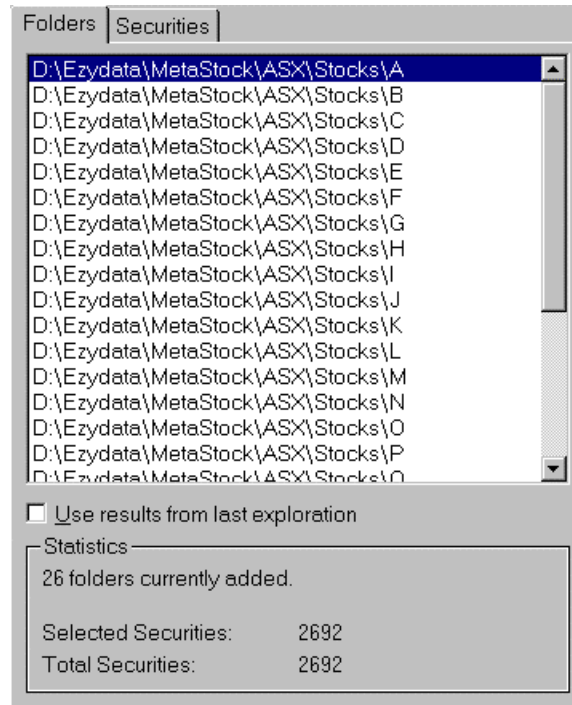 Folders Securities
D:\Ezydata\MetaStock\ASX\Stocks\A
D:\Ezydata\MetaStock\ASX\Stocks\B
D:\Ezydata\MetaStock\ASX\Stocks\C
D:\Ezydata\MetaStock\ASX\Stocks\D
D:\Ezydata\MetaStock\ASX\Stocks\E
D:\Ezydata\MetaStock\ASX\Stocks\F
D:\Ezydata\MetaStock\ASX\Stocks\G
D:\Ezydata\MetaStock\ASX\Stocks\H
D:\Ezydata\MetaStock\ASX\Stocks\I
D:\Ezydata\MetaStock\ASX\Stocks\J
D:\Ezydata\MetaStock\ASX\Stocks\K
D:\Ezydata\MetaStock\ASX\Stocks\L
D:\Ezydata\MetaStock\ASX\Stocks\M
D:\Ezydata\MetaStock\ASX\Stocks\N
D:\Ezydata\MetaStock\ASX\Stocks\O
D:\Ezydata\MetaStock\ASX\Stocks\P
D:\Ezydata\MetaStock\ASX\Stocks\Q
Use results from last exploration
Statistics
26 folders currently added.
Selected Securities: 2692
Total Securities: 2692